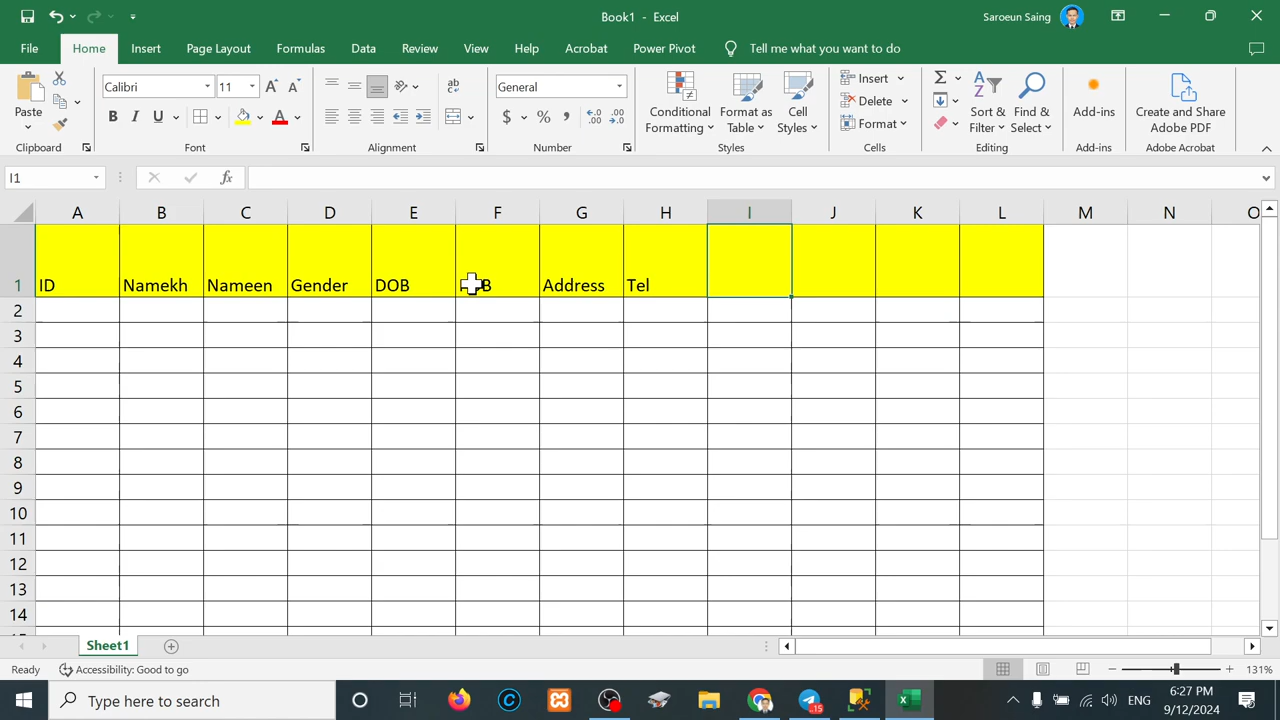 Book1 - Excel
Saroeun Saing
File Home Insert Page Layout Formulas Data Review View Help Acrobat Power Pivot Tell me what you want to do
Paste
Clipboard
Calibri 11
B I U
Font
Alignment
General
$ % ,
Number
Conditional Formatting
Format as Table
Cell Styles
Styles
Insert
Delete
Format
Cells
Sort & Filter
Find & Select
Editing
Add-ins
Add-ins
Create and Share Adobe PDF
Adobe Acrobat
I1 fx
A B C D E F G H I J K L M N O
1 ID Namekh Nameen Gender DOB Address Tel
2
3
4
5
6
7
8
9
10
11
12
13
14
15
Sheet1
Ready Accessibility: Good to go 131%
Type here to search
15
ENG
6:27 PM
9/12/2024